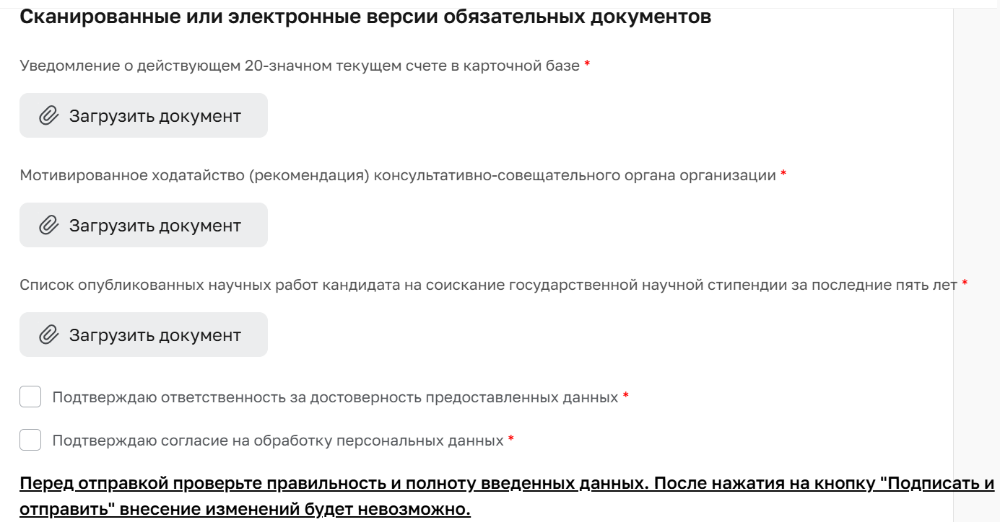 Сканированные или электронные версии обязательных документов
Уведомление о действующем 20-значном текущем счете в карточной базе *
Загрузить документ
Мотивированное ходатайство (рекомендация) консультативно-совещательного органа организации *
Загрузить документ
Список опубликованных научных работ кандидата на соискание государственной научной стипендии за последние пять лет *
Загрузить документ
Подтверждаю ответственность за достоверность предоставленных данных *
Подтверждаю согласие на обработку персональных данных *
Перед отправкой проверьте правильность и полноту введенных данных. После нажатия на кнопку "Подписать и
отправить" внесение изменений будет невозможно.